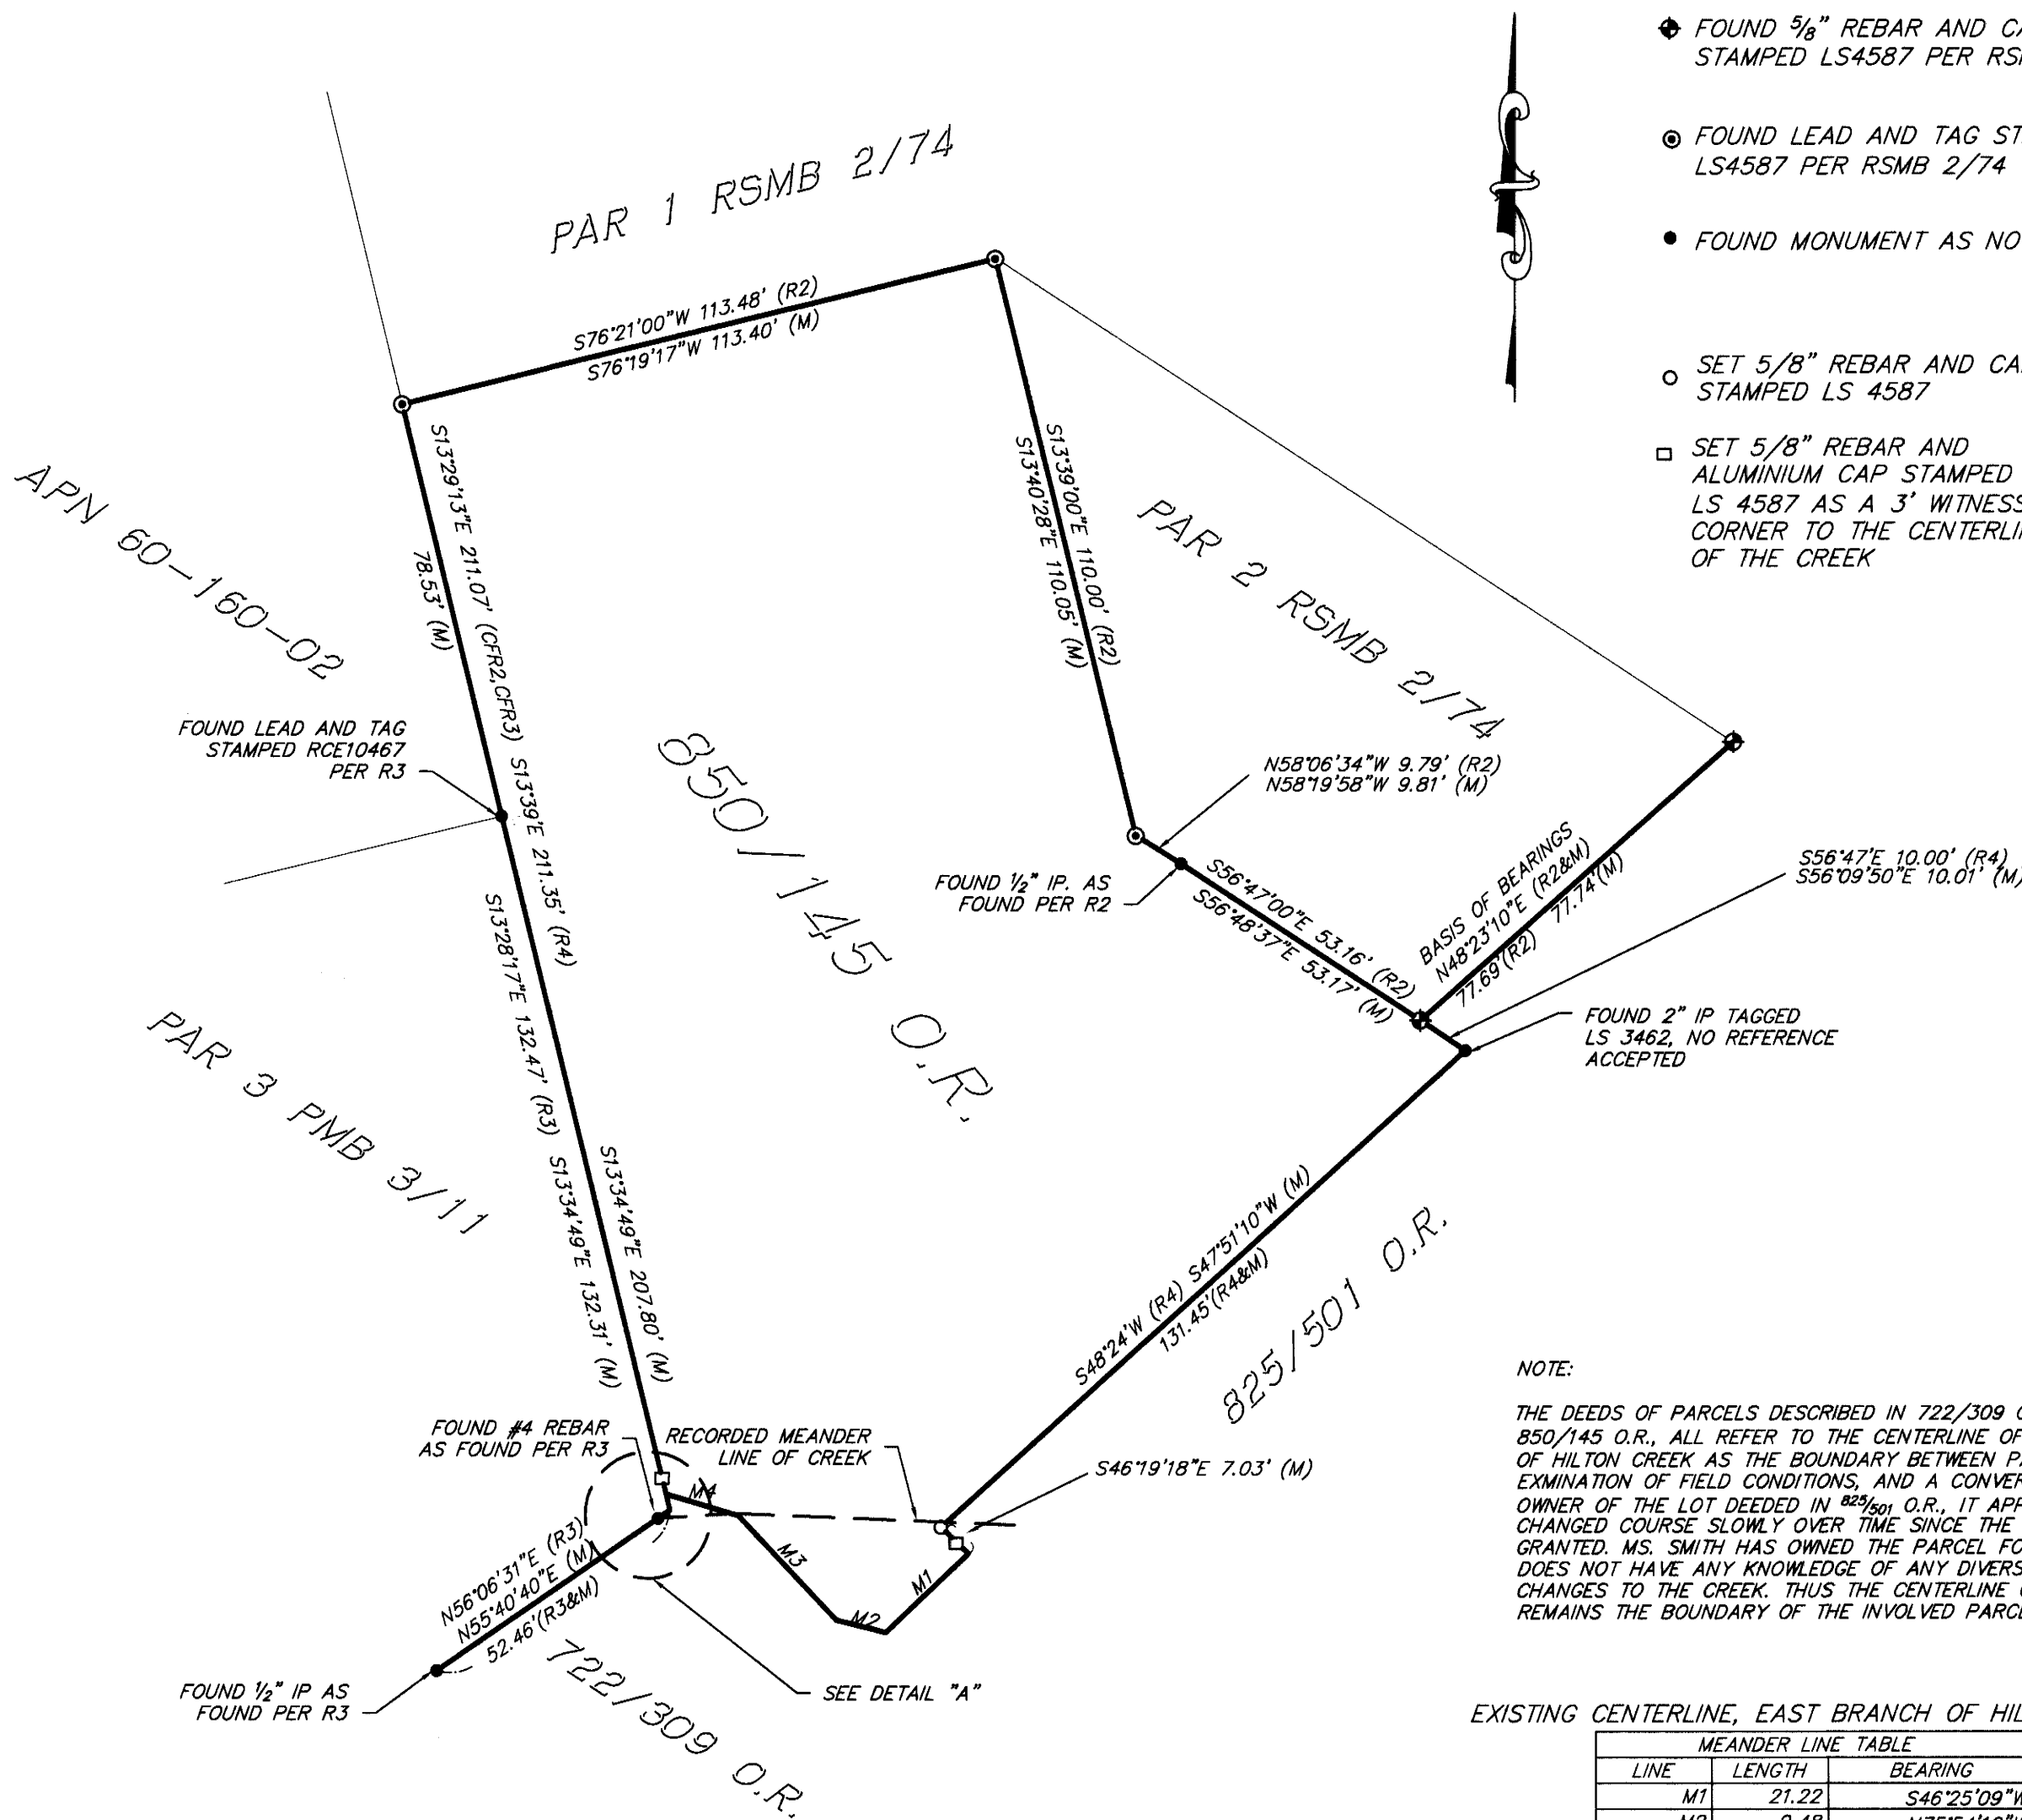 FOUND 5/8" REBAR AND
STAMPED LS4587 PER
FOUND LEAD AND TAG
LS4587 PER RSMB 2/74
FOUND MONUMENT AS
SET 5/8" REBAR AND
STAMPED LS 4587
SET 5/8" REBAR AND
ALUMINIUM CAP STAMPED
LS 4587 AS A 3' WITNESS
CORNER TO THE
OF THE CREEK
PAR 1 RSMB 2/74
S76°21'00"W 113.48' (R2)
S76°19'17"W 113.40' (M)
APN 60-160-02
S13°29'13"E 211.07' (CFR2,CFR3) S13°39'E 211.35' (R4)
78.53' (M)
S13°39'00"E 110.00' (R2)
S13°40'28"E 110.05' (M)
PAR 2 RSMB 2/74
FOUND LEAD AND TAG
STAMPED RCE10467
PER R3
850/145 O.R.
N58°06'34"W 9.79' (R2)
N58°19'58"W 9.81' (M)
FOUND 1/2" IP. AS
FOUND PER R2
S56°47'00"E 53.16' (R2)
S56°48'37"E 53.17' (M)
BASIS OF BEARINGS
N48°23'10"E (R2&M)
77.69'(R2) 77.74'(M)
S56°47'E 10.00' (R4)
S56°09'50"E 10.01' (M)
FOUND 2" IP TAGGED
LS 3462, NO REFERENCE
ACCEPTED
PAR 3 PMB 3/11
S13°28'17"E 132.47' (R3) S13°34'49"E 132.31' (M)
S13°34'49"E 207.80' (M)
S48°24'W (R4) S47°51'10"W (M)
131.45'(R4&M)
825/501 O.R.
FOUND #4 REBAR
AS FOUND PER R3
RECORDED MEANDER
LINE OF CREEK
S46°19'18"E 7.03' (M)
M4
M3
M2
M1
N56°06'31"E (R3)
N55°40'40"E (M)
52.46'(R3&M)
FOUND 1/2" IP AS
FOUND PER R3
722/309 O.R.
SEE DETAIL "A"
NOTE:
THE DEEDS OF PARCELS DESCRIBED IN 722/309
850/145 O.R., ALL REFER TO THE CENTERLINE OF
OF HILTON CREEK AS THE BOUNDARY BETWEEN
EXMINATION OF FIELD CONDITIONS, AND A
OWNER OF THE LOT DEEDED IN 825/501 O.R., IT
CHANGED COURSE SLOWLY OVER TIME SINCE THE
GRANTED. MS. SMITH HAS OWNED THE PARCEL
DOES NOT HAVE ANY KNOWLEDGE OF ANY
CHANGES TO THE CREEK. THUS THE CENTERLINE
REMAINS THE BOUNDARY OF THE INVOLVED
EXISTING CENTERLINE, EAST BRANCH OF
MEANDER LINE TABLE
LINE LENGTH BEARING
M1 21.22 S46°25'09"W